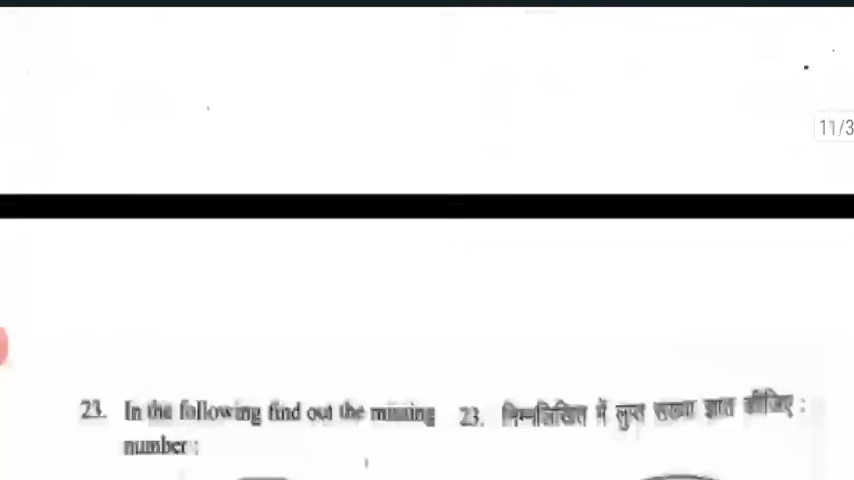 11/3
23. In the following find out the missing
number :
23. निम्नलिखित में लुप्त संख्या ज्ञात कीजिए :